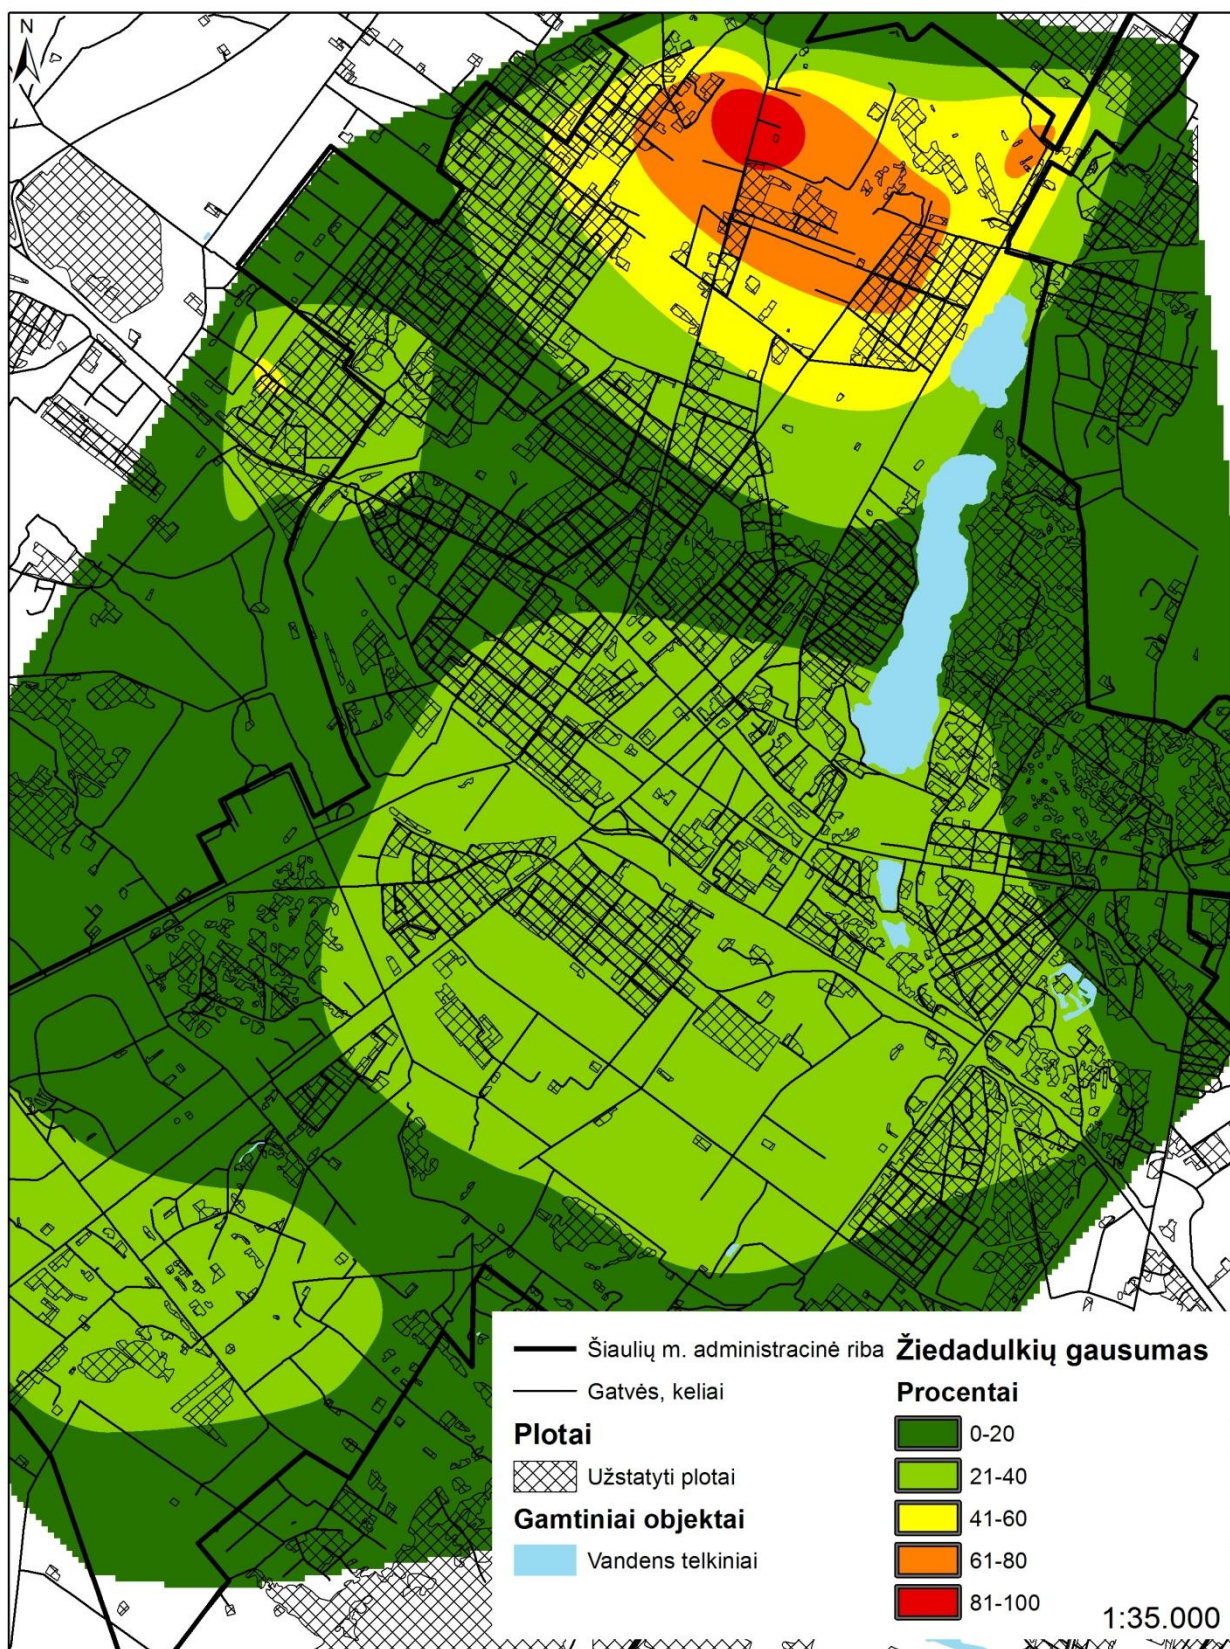 N
Šiaulių m. administracinė riba
Gatvės, keliai
Plotai
Užstatyti plotai
Gamtiniai objektai
Vandens telkiniai
Žiedadulkių gausumas
Procentai
0-20
21-40
41-60
61-80
81-100
1:35.000